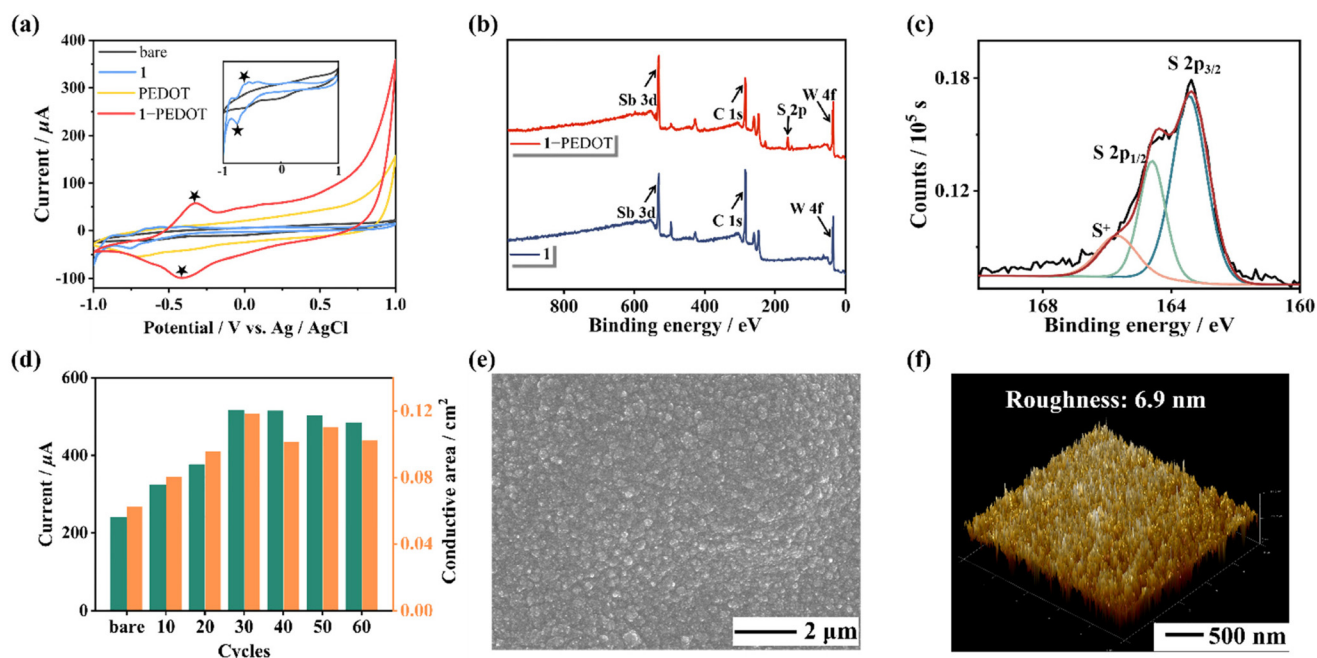 (a)
400
300
200
100
0
-100
Current / µA
bare
1
PEDOT
1−PEDOT
★
★
-1 0 1
★
★
-1.0 -0.5 0.0 0.5 1.0
Potential / V vs. Ag / AgCl
(b)
Sb 3d
C 1s
S 2p
W 4f
1−PEDOT
Sb 3d
C 1s
W 4f
1
800 600 400 200 0
Binding energy / eV
(c)
S 2p3/2
S 2p1/2
S+
0.18
0.12
Counts / 10^5 s
168 164 160
Binding energy / eV
(d)
600
400
200
0
Current / µA
0.12
0.08
0.04
0.00
Conductive area / cm2
bare 10 20 30 40 50 60
Cycles
(e)
2 µm
(f)
Roughness: 6.9 nm
500 nm